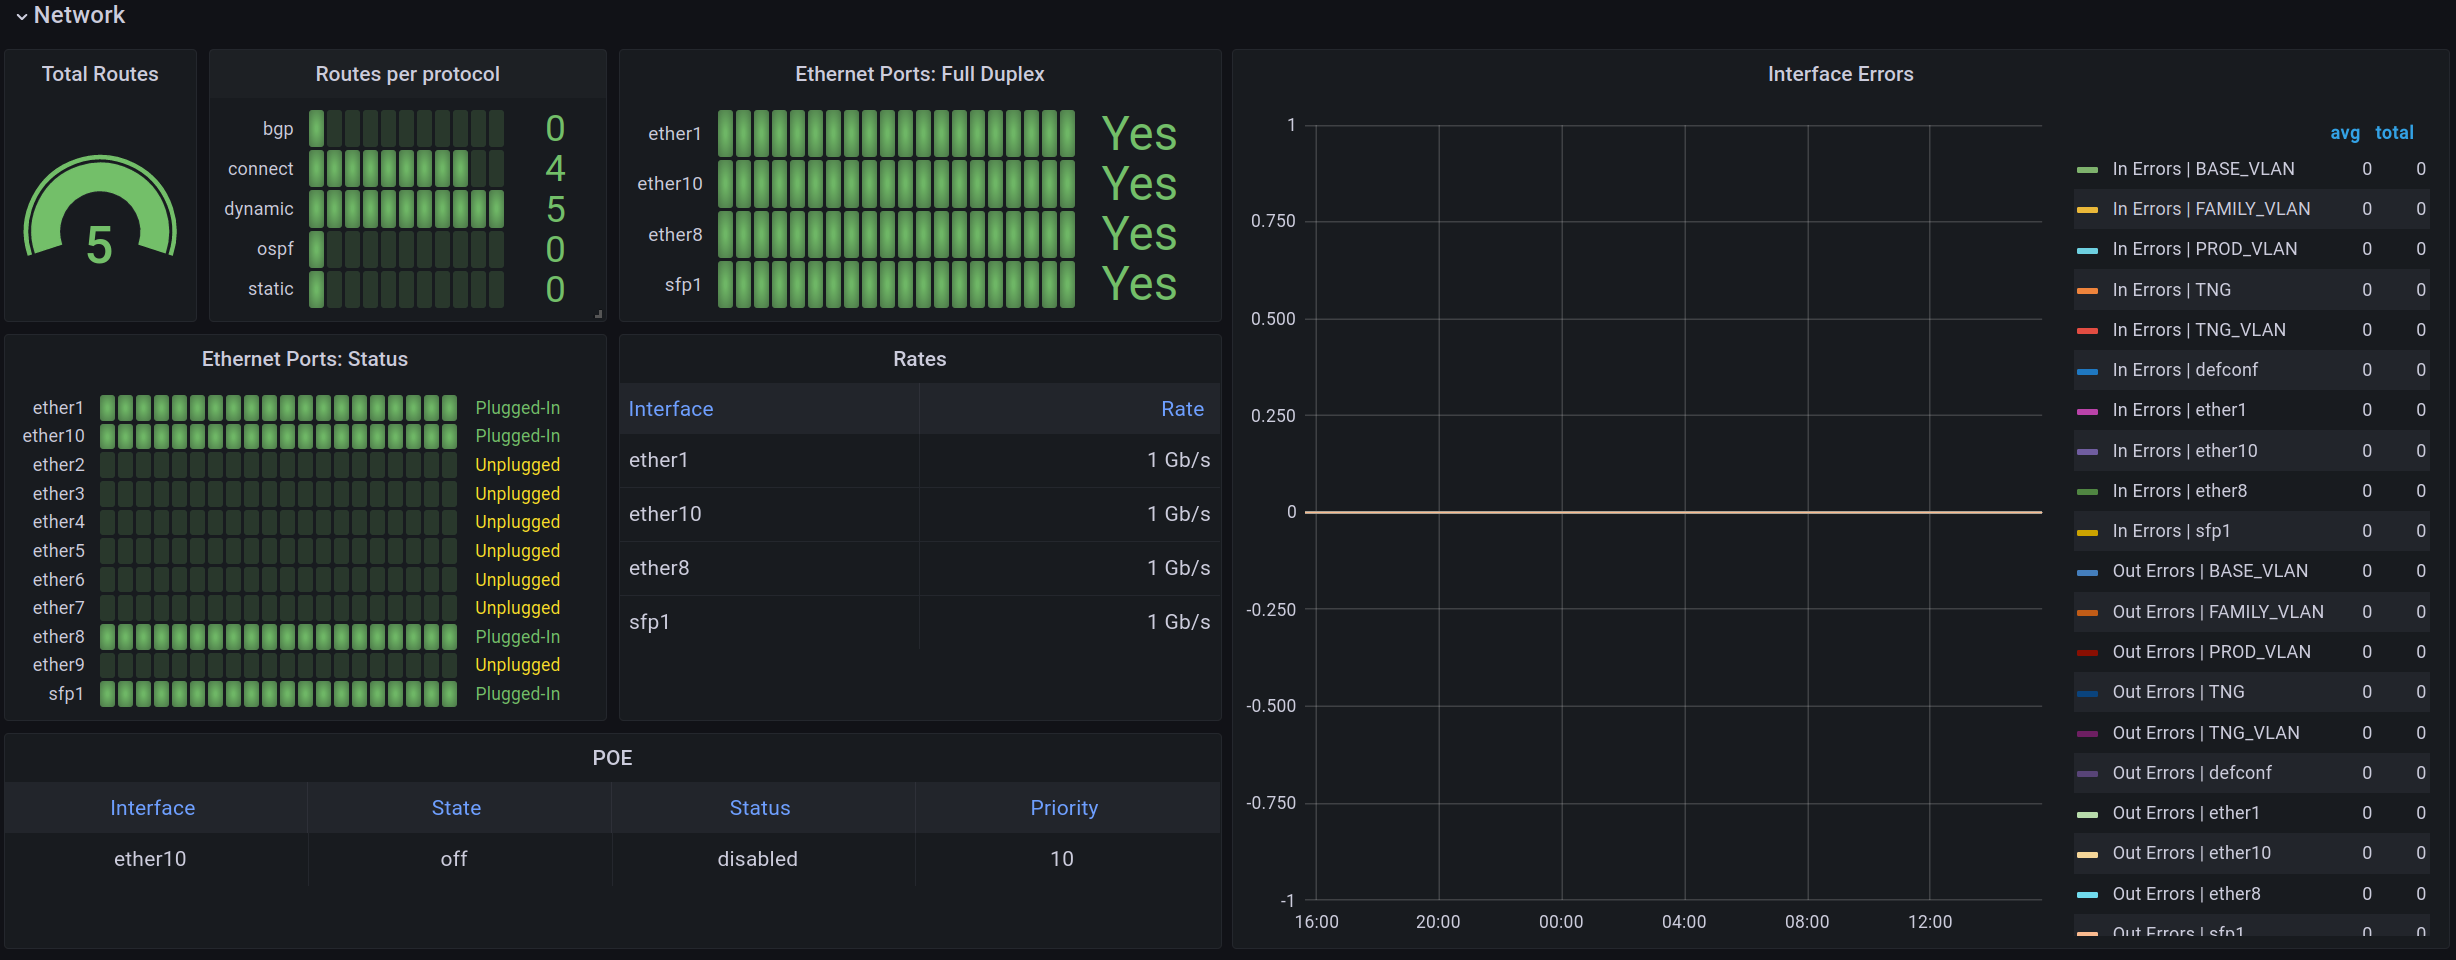 Network
Total Routes
5
Routes per protocol
bgp 0
connect 4
dynamic 5
ospf 0
static 0
Ethernet Ports: Full Duplex
ether1 Yes
ether10 Yes
ether8 Yes
sfp1 Yes
Ethernet Ports: Status
ether1 Plugged-In
ether10 Plugged-In
ether2 Unplugged
ether3 Unplugged
ether4 Unplugged
ether5 Unplugged
ether6 Unplugged
ether7 Unplugged
ether8 Plugged-In
ether9 Unplugged
sfp1 Plugged-In
Rates
Interface Rate
ether1 1 Gb/s
ether10 1 Gb/s
ether8 1 Gb/s
sfp1 1 Gb/s
POE
Interface State Status Priority
ether10 off disabled 10
Interface Errors
1
0.750
0.500
0.250
0
-0.250
-0.500
-0.750
-1
16:00 20:00 00:00 04:00 08:00 12:00
avg total
In Errors | BASE_VLAN 0 0
In Errors | FAMILY_VLAN 0 0
In Errors | PROD_VLAN 0 0
In Errors | TNG 0 0
In Errors | TNG_VLAN 0 0
In Errors | defconf 0 0
In Errors | ether1 0 0
In Errors | ether10 0 0
In Errors | ether8 0 0
In Errors | sfp1 0 0
Out Errors | BASE_VLAN 0 0
Out Errors | FAMILY_VLAN 0 0
Out Errors | PROD_VLAN 0 0
Out Errors | TNG 0 0
Out Errors | TNG_VLAN 0 0
Out Errors | defconf 0 0
Out Errors | ether1 0 0
Out Errors | ether10 0 0
Out Errors | ether8 0 0
Out Errors | sfp1 0 0